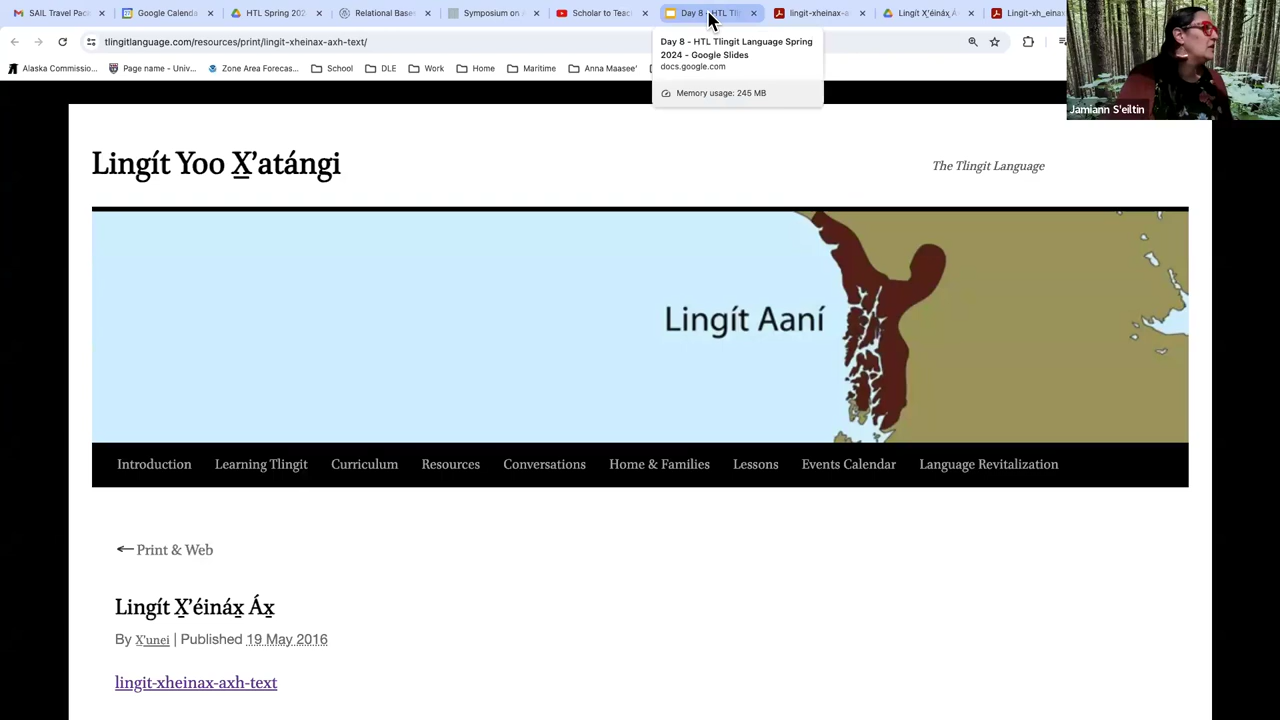 SAIL Travel Pack
Google Calenda
HTL Spring 202
Relational Base
Symposium on A
Scholar to Teac
Day 8 - HTL Tli
lingit-xheinax-a
Lingít X̲'éináx̲ Áx̲
Lingit-xh_eina
tlingitlanguage.com/resources/print/lingit-xheinax-axh-text/
Alaska Commissio...
Page name - Univ...
Zone Area Forecas...
School
DLE
Work
Home
Maritime
Anna Maasee'
Day 8 - HTL Tlingit Language Spring
2024 - Google Slides
docs.google.com
Memory usage: 245 MB
Jamiann S'eiltin
Lingít Yoo X̲'atángi
The Tlingit Language
Lingít Aaní
Introduction
Learning Tlingit
Curriculum
Resources
Conversations
Home & Families
Lessons
Events Calendar
Language Revitalization
← Print & Web
Lingít X̲'éináx̲ Áx̲
By X̲'unei | Published 19 May 2016
lingit-xheinax-axh-text